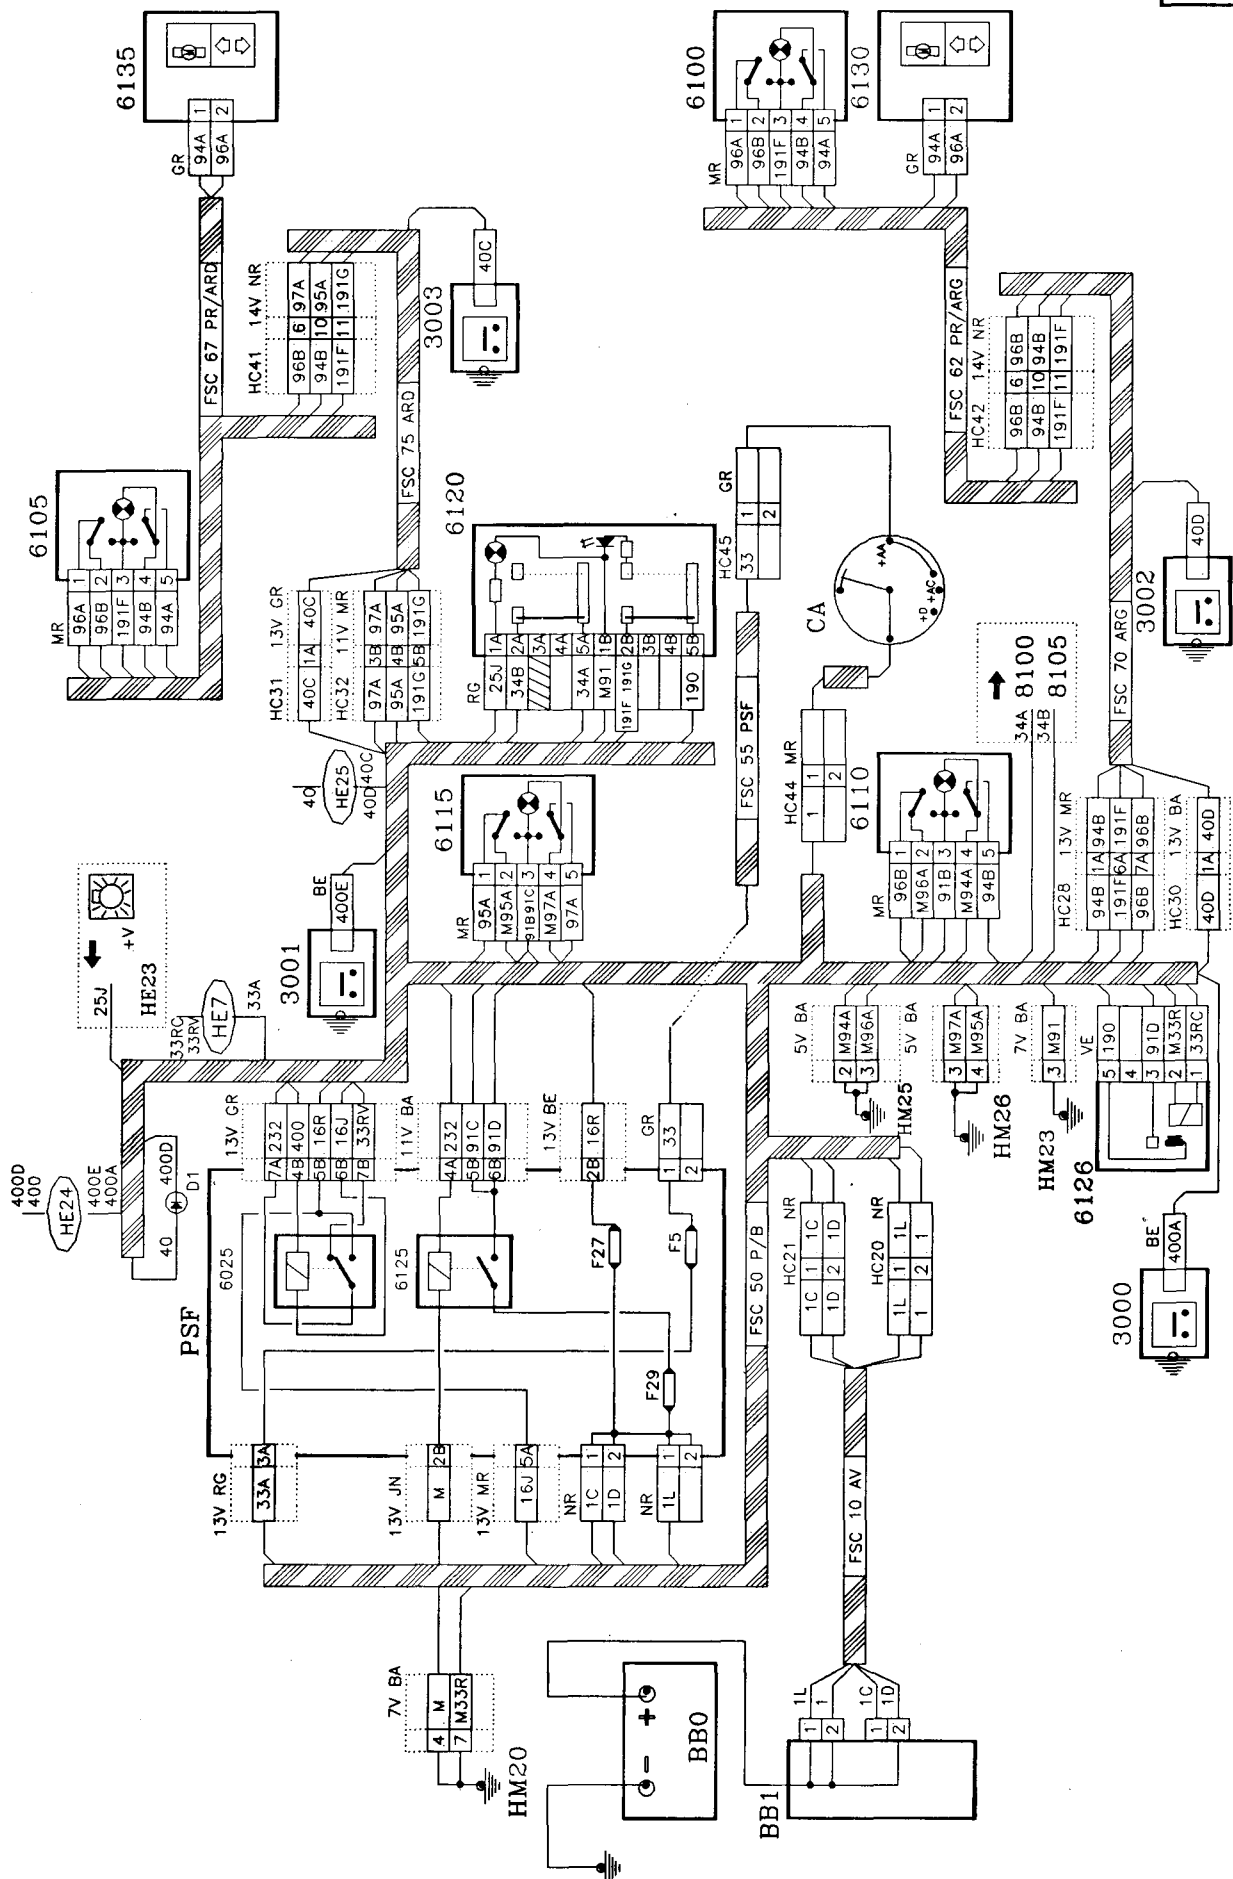 6135
GR
94A 1
96A 2
FSC 67 PR/ARD
6105
MR
96A 1
96B 2
191F 3
94B 4
94A 5
HC41 14V NR
96B 6 97A
94B 10 95A
191F 11 191G
FSC 75 ARD
3003
40C
HC31 13V GR
40C 1A 40C
HC32 11V MR
97A 3B 97A
95A 4B 95A
191G 5B 191G
6120
RG
25J 1A
34B 2A
3A
4A
34A 5A
M91 1B
191F 191G 2B
3B
4B
190 5B
40
HE25
40D 40C
6100
MR
96A 1
96B 2
191F 3
94B 4
94A 5
6130
GR
94A 1
96A 2
FSC 62 PR/ARG
HC42 14V NR
96B 6 96B
94B 10 94B
191F 11 191F
FSC 70 ARG
3002
40D
HC45 GR
33 1
2
FSC 55 PSF
CA
+AA
+AC
+D
HC44 MR
1 1
2
6110
MR
96B 1
M96A 2
91B 3
M94A 4
94B 5
34A 8100
34B 8105
HC28 13V MR
94B 1A 94B
191F 6A 191F
96B 7A 96B
HC30 13V BA
40D 1A 40D
6115
MR
95A 1
M95A 2
91B 91C 3
M97A 4
97A 5
3001
BE
400E
+V
25J
HE23
33RC
33RV
HE7
33A
400D
400
HE24
400E
400A
40
400D
D1
PSF
13V GR
7A 232
4B 400
5B 16R
6B 16J
7B 33RV
11V BA
4A 232
5B 91C
6B 91D
13V BE
2B 16R
GR
1 33
2
6025
6125
F27
F5
F29
13V RG
33A 3A
13V JN
M 2B
13V MR
16J 5A
NR
1C 1
1D 2
NR
1L 1
2
FSC 50 P/B
5V BA
2 M94A
3 M96A
HM25
5V BA
3 M97A
4 M95A
HM26
7V BA
3 M91
HM23
VE
5 190
4
3 91D
2 M33R
1 33RC
6126
HC21 NR
1C 1 1C
1D 2 1D
HC20 NR
1L 1 1L
1 2 1
BE
400A
3000
FSC 10 AV
7V BA
4 M
7 M33R
HM20
− +
BB0
BB1
1L
1
1C
1D
1
2
1
2